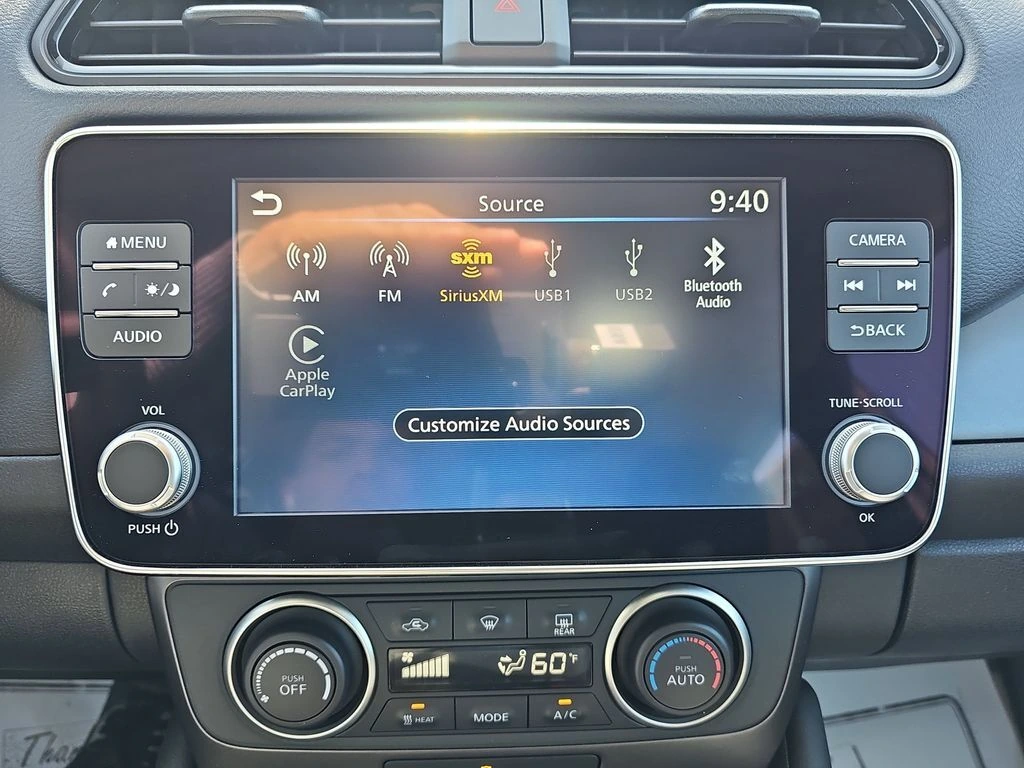 Source
9:40
MENU
AUDIO
VOL
PUSH
AM
FM
sxm
SiriusXM
USB1
USB2
Bluetooth
Audio
Apple
CarPlay
Customize Audio Sources
CAMERA
BACK
TUNE·SCROLL
OK
REAR
PUSH
OFF
60°F
PUSH
AUTO
HEAT
MODE
A/C